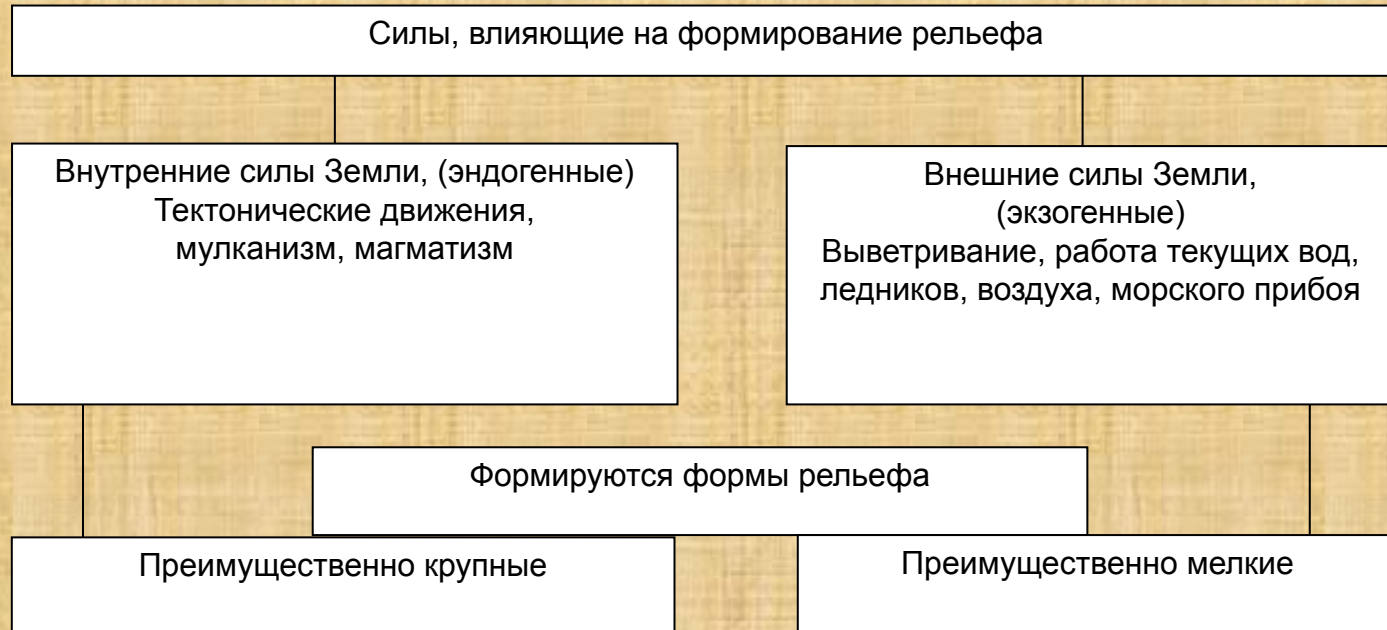 Силы, влияющие на формирование рельефа
Внутренние силы Земли, (эндогенные)
Тектонические движения,
мулканизм, магматизм
Внешние силы Земли,
(экзогенные)
Выветривание, работа текущих вод,
ледников, воздуха, морского прибоя
Формируются формы рельефа
Преимущественно крупные
Преимущественно мелкие